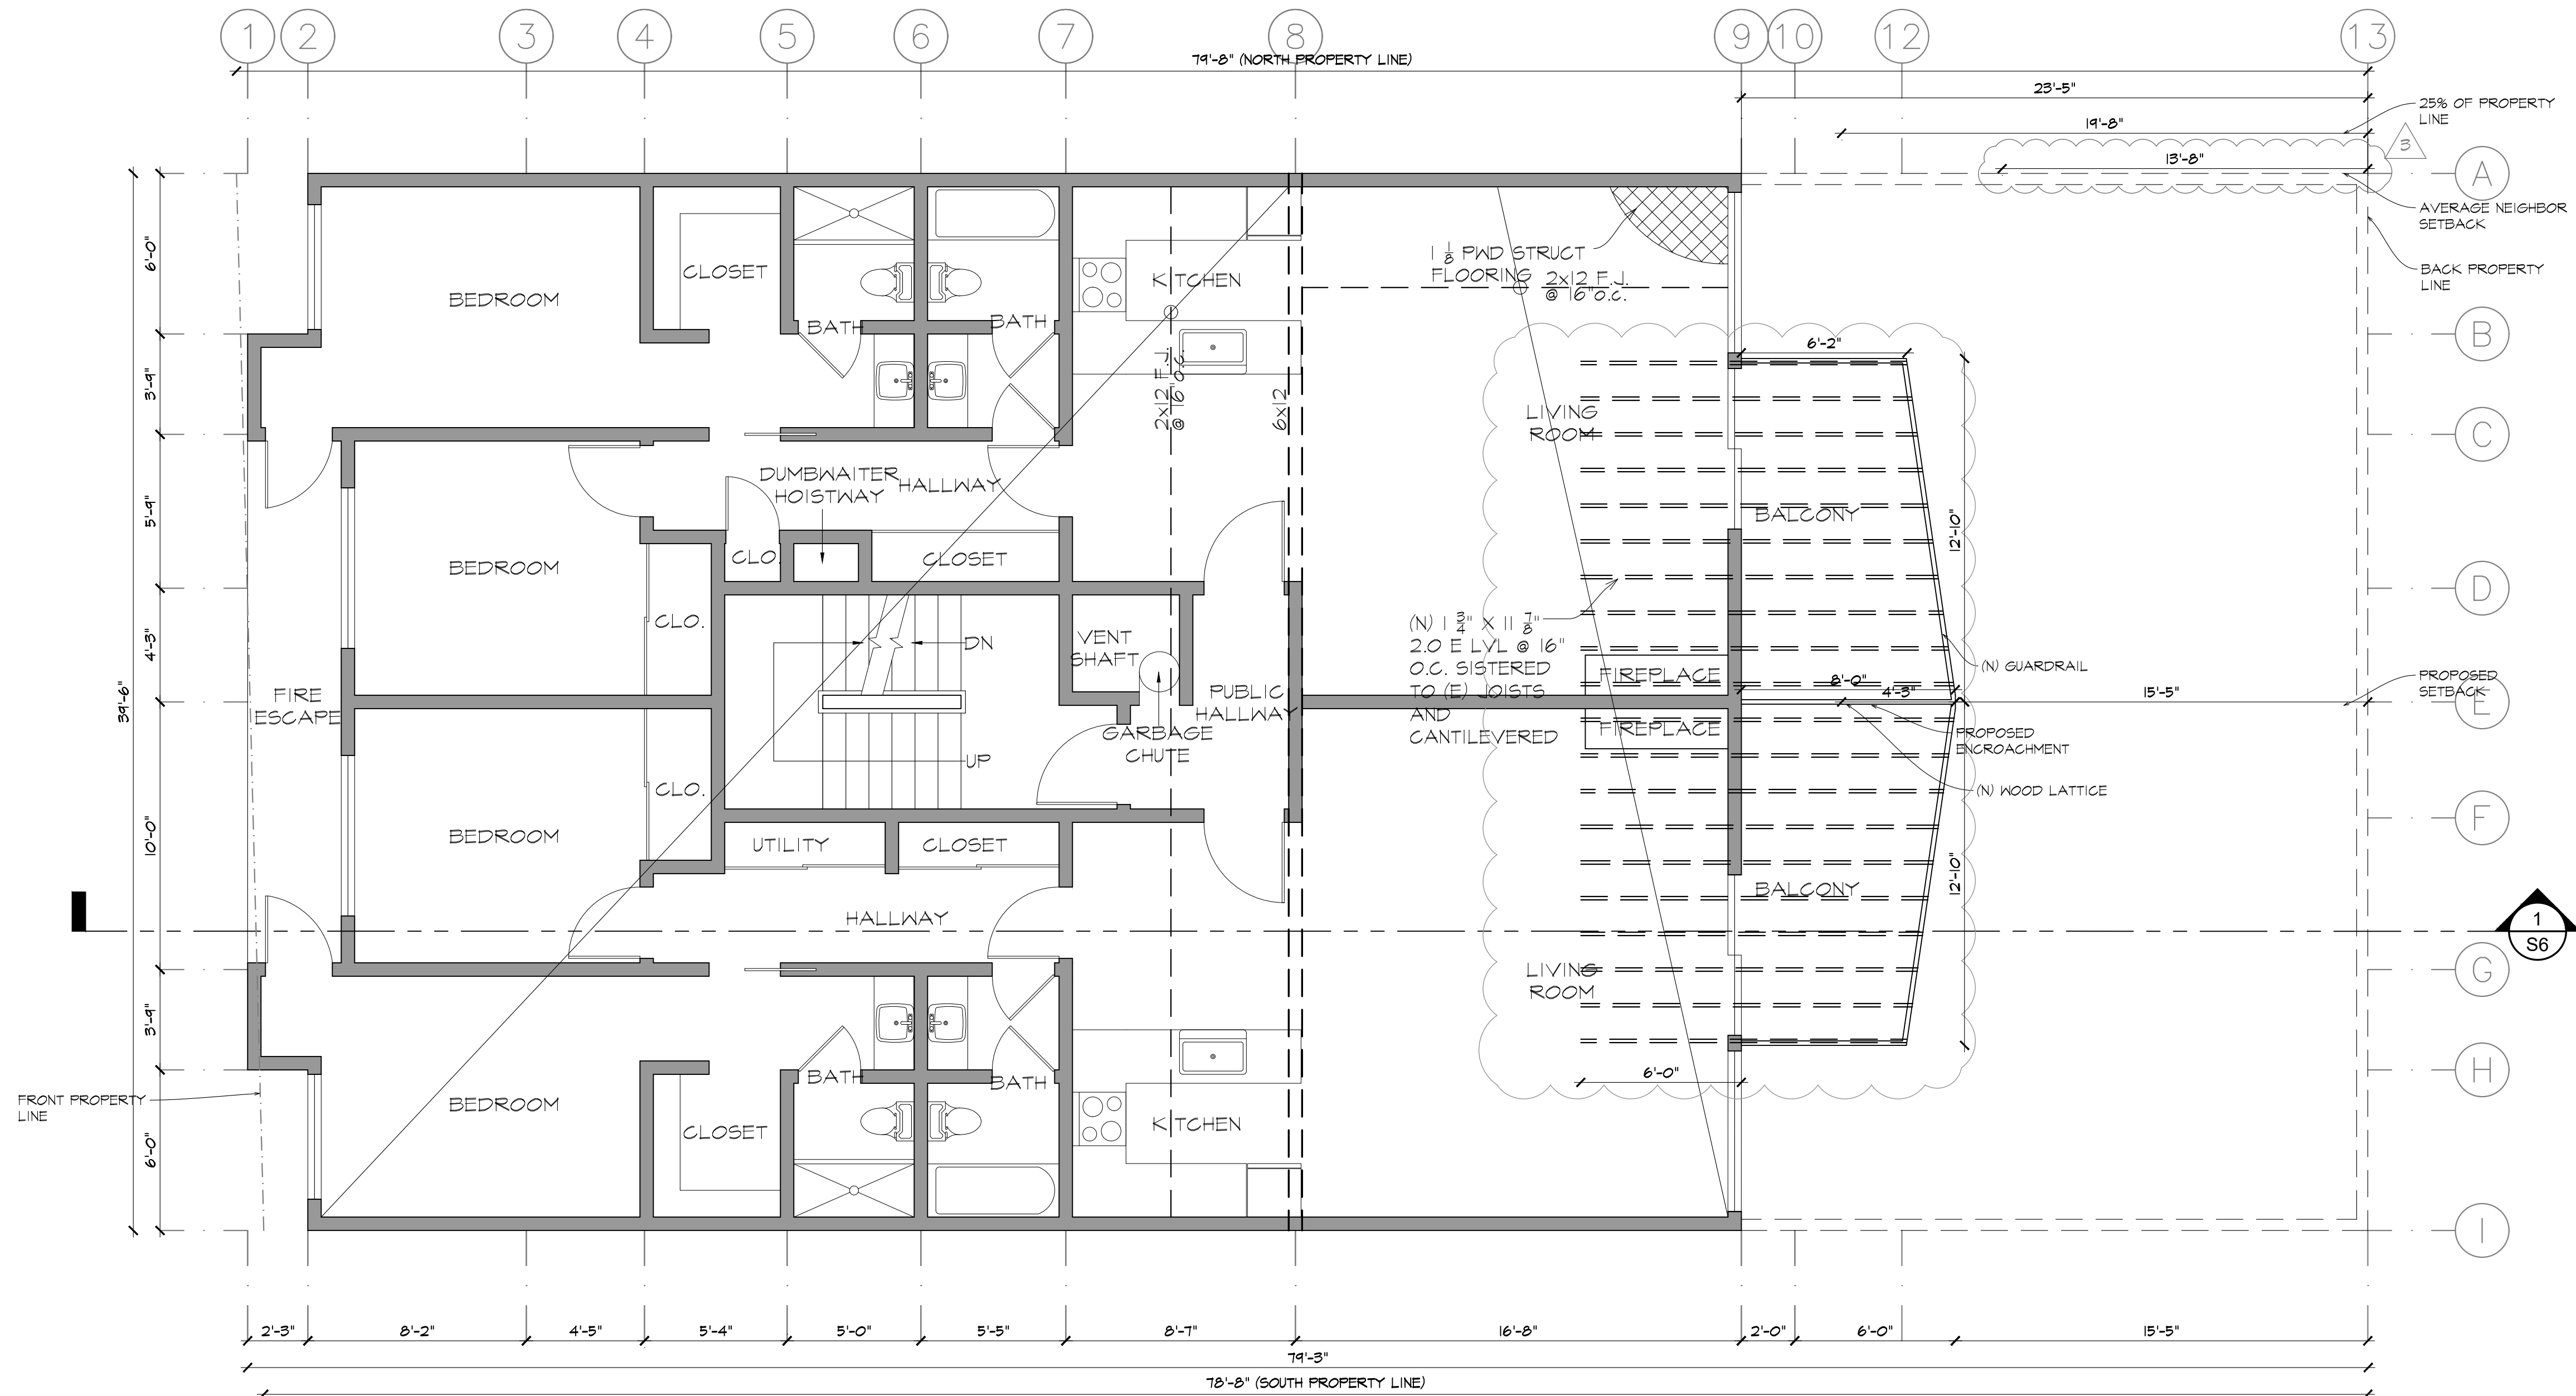 1 2 3 4 5 6 7 8 9 10 12 13
79'-8" (NORTH PROPERTY LINE)
23'-5"
25% OF PROPERTY
LINE
19'-8"
3
13'-8"
A
AVERAGE NEIGHBOR
SETBACK
BACK PROPERTY
LINE
6'-0"
BEDROOM
CLOSET
BATH
BATH
KITCHEN
1 1/8 PWD STRUCT
FLOORING
2x12 F.J.
@ 16"O.C.
B
3'-9"
2x12 F.J.
@ 16"O.C.
6x12
6'-2"
LIVING
ROOM
C
DUMBWAITER
HOISTWAY
HALLWAY
5'-9"
BALCONY
12'-10"
BEDROOM
CLO.
CLOSET
D
CLO.
4'-3"
DN
VENT
SHAFT
(N) 1 3/4" X 11 7/8"
2.0 E LVL @ 16"
O.C. SISTERED
TO (E) JOISTS
AND
CANTILEVERED
(N) GUARDRAIL
FIREPLACE
8'-0"
4'-3"
15'-5"
PROPOSED
SETBACK
E
39'-6"
FIRE
ESCAPE
PUBLIC
HALLWAY
FIREPLACE
GARBAGE
CHUTE
PROPOSED
ENCROACHMENT
UP
CLO.
(N) WOOD LATTICE
F
10'-0"
BEDROOM
UTILITY
CLOSET
BALCONY
12'-10"
HALLWAY
1
S6
LIVING
ROOM
G
3'-9"
6'-0"
H
FRONT PROPERTY
LINE
BEDROOM
BATH
BATH
CLOSET
KITCHEN
6'-0"
I
2'-3" 8'-2" 4'-5" 5'-4" 5'-0" 5'-5" 8'-7" 16'-8" 2'-0" 6'-0" 15'-5"
79'-3"
78'-8" (SOUTH PROPERTY LINE)